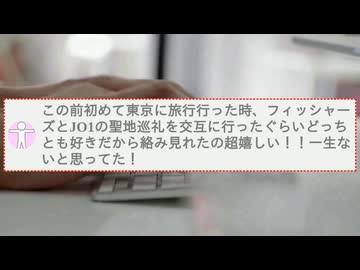 この前初めて東京に旅行行った時、フィッシャー
ズとJO1の聖地巡礼を交互に行ったぐらいどっち
とも好きだから絡み見れたの超嬉しい！！一生な
いと思ってた！